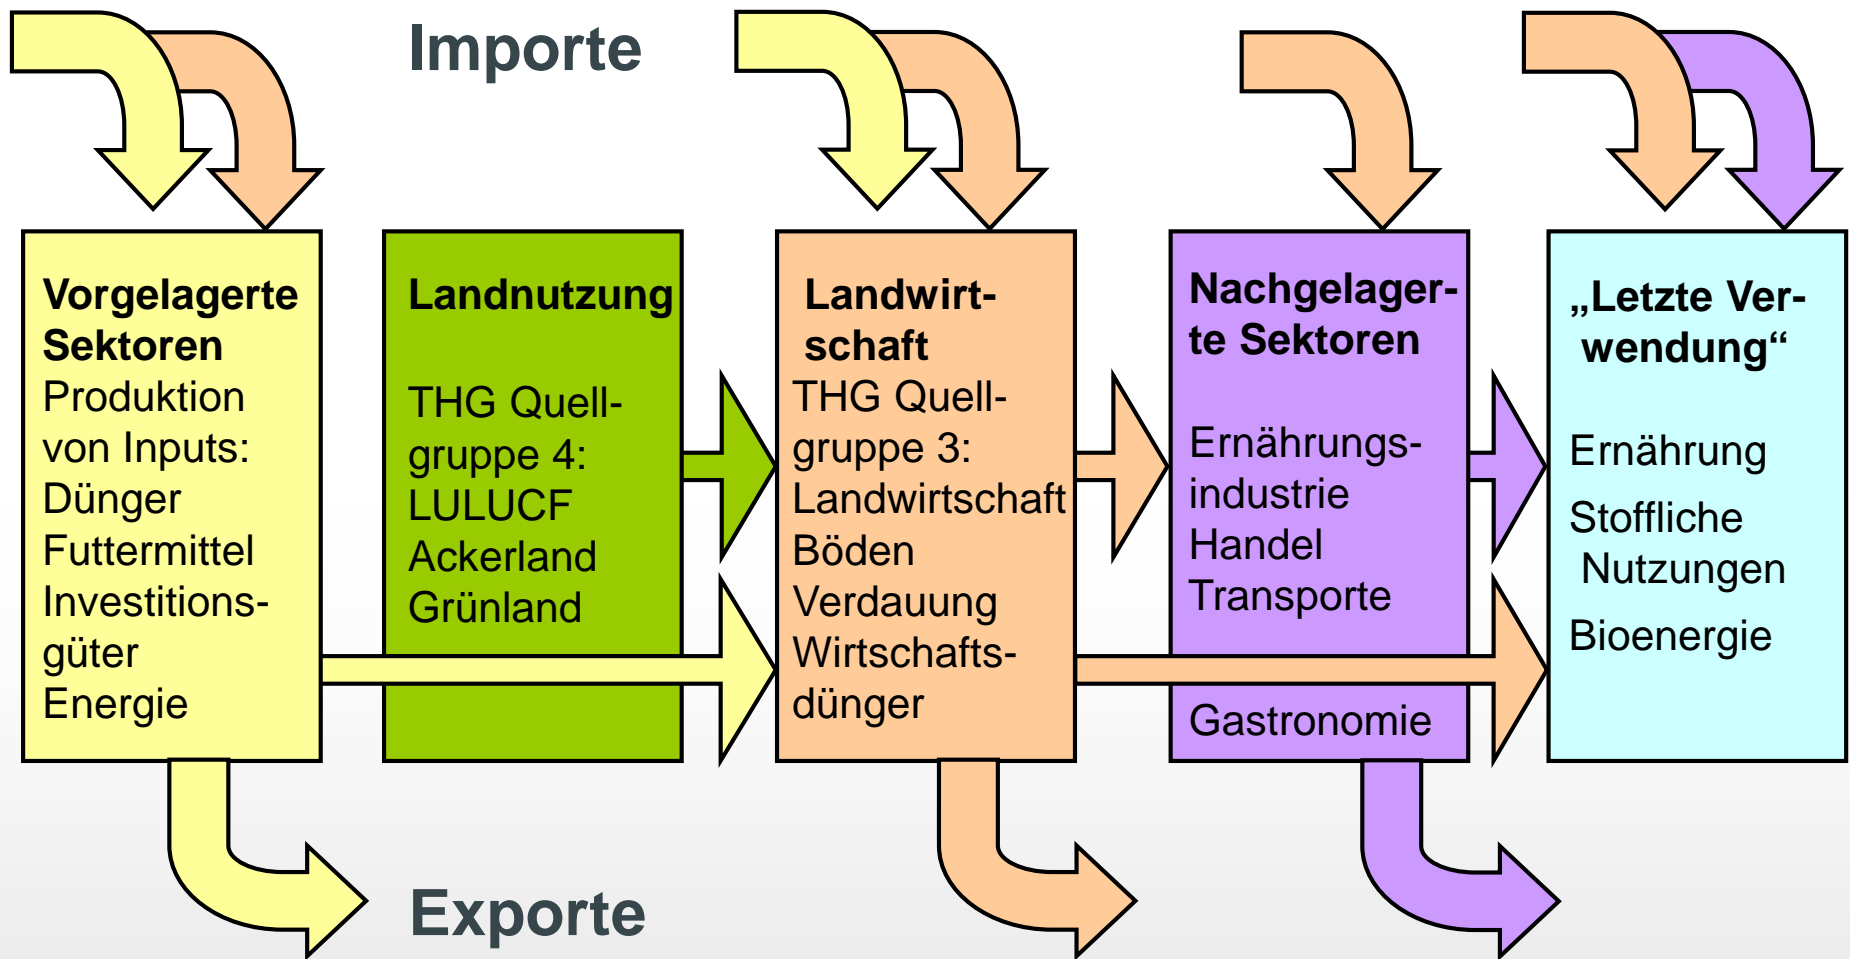 Importe
Vorgelagerte
Sektoren
Produktion
von Inputs:
Dünger
Futtermittel
Investitions-
güter
Energie
Landnutzung
THG Quell-
gruppe 4:
LULUCF
Ackerland
Grünland
Landwirt-
schaft
THG Quell-
gruppe 3:
Landwirtschaft
Böden
Verdauung
Wirtschafts-
dünger
Nachgelager-
te Sektoren
Ernährungs-
industrie
Handel
Transporte
Gastronomie
„Letzte Ver-
wendung“
Ernährung
Stoffliche
Nutzungen
Bioenergie
Exporte